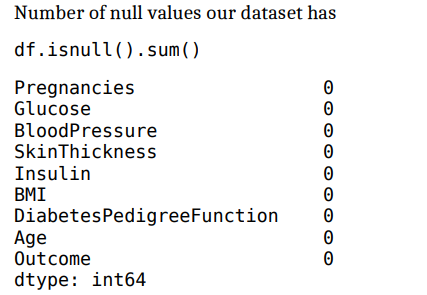 Number of null values our dataset has
df.isnull().sum()
Pregnancies 0
Glucose 0
BloodPressure 0
SkinThickness 0
Insulin 0
BMI 0
DiabetesPedigreeFunction 0
Age 0
Outcome 0
dtype: int64